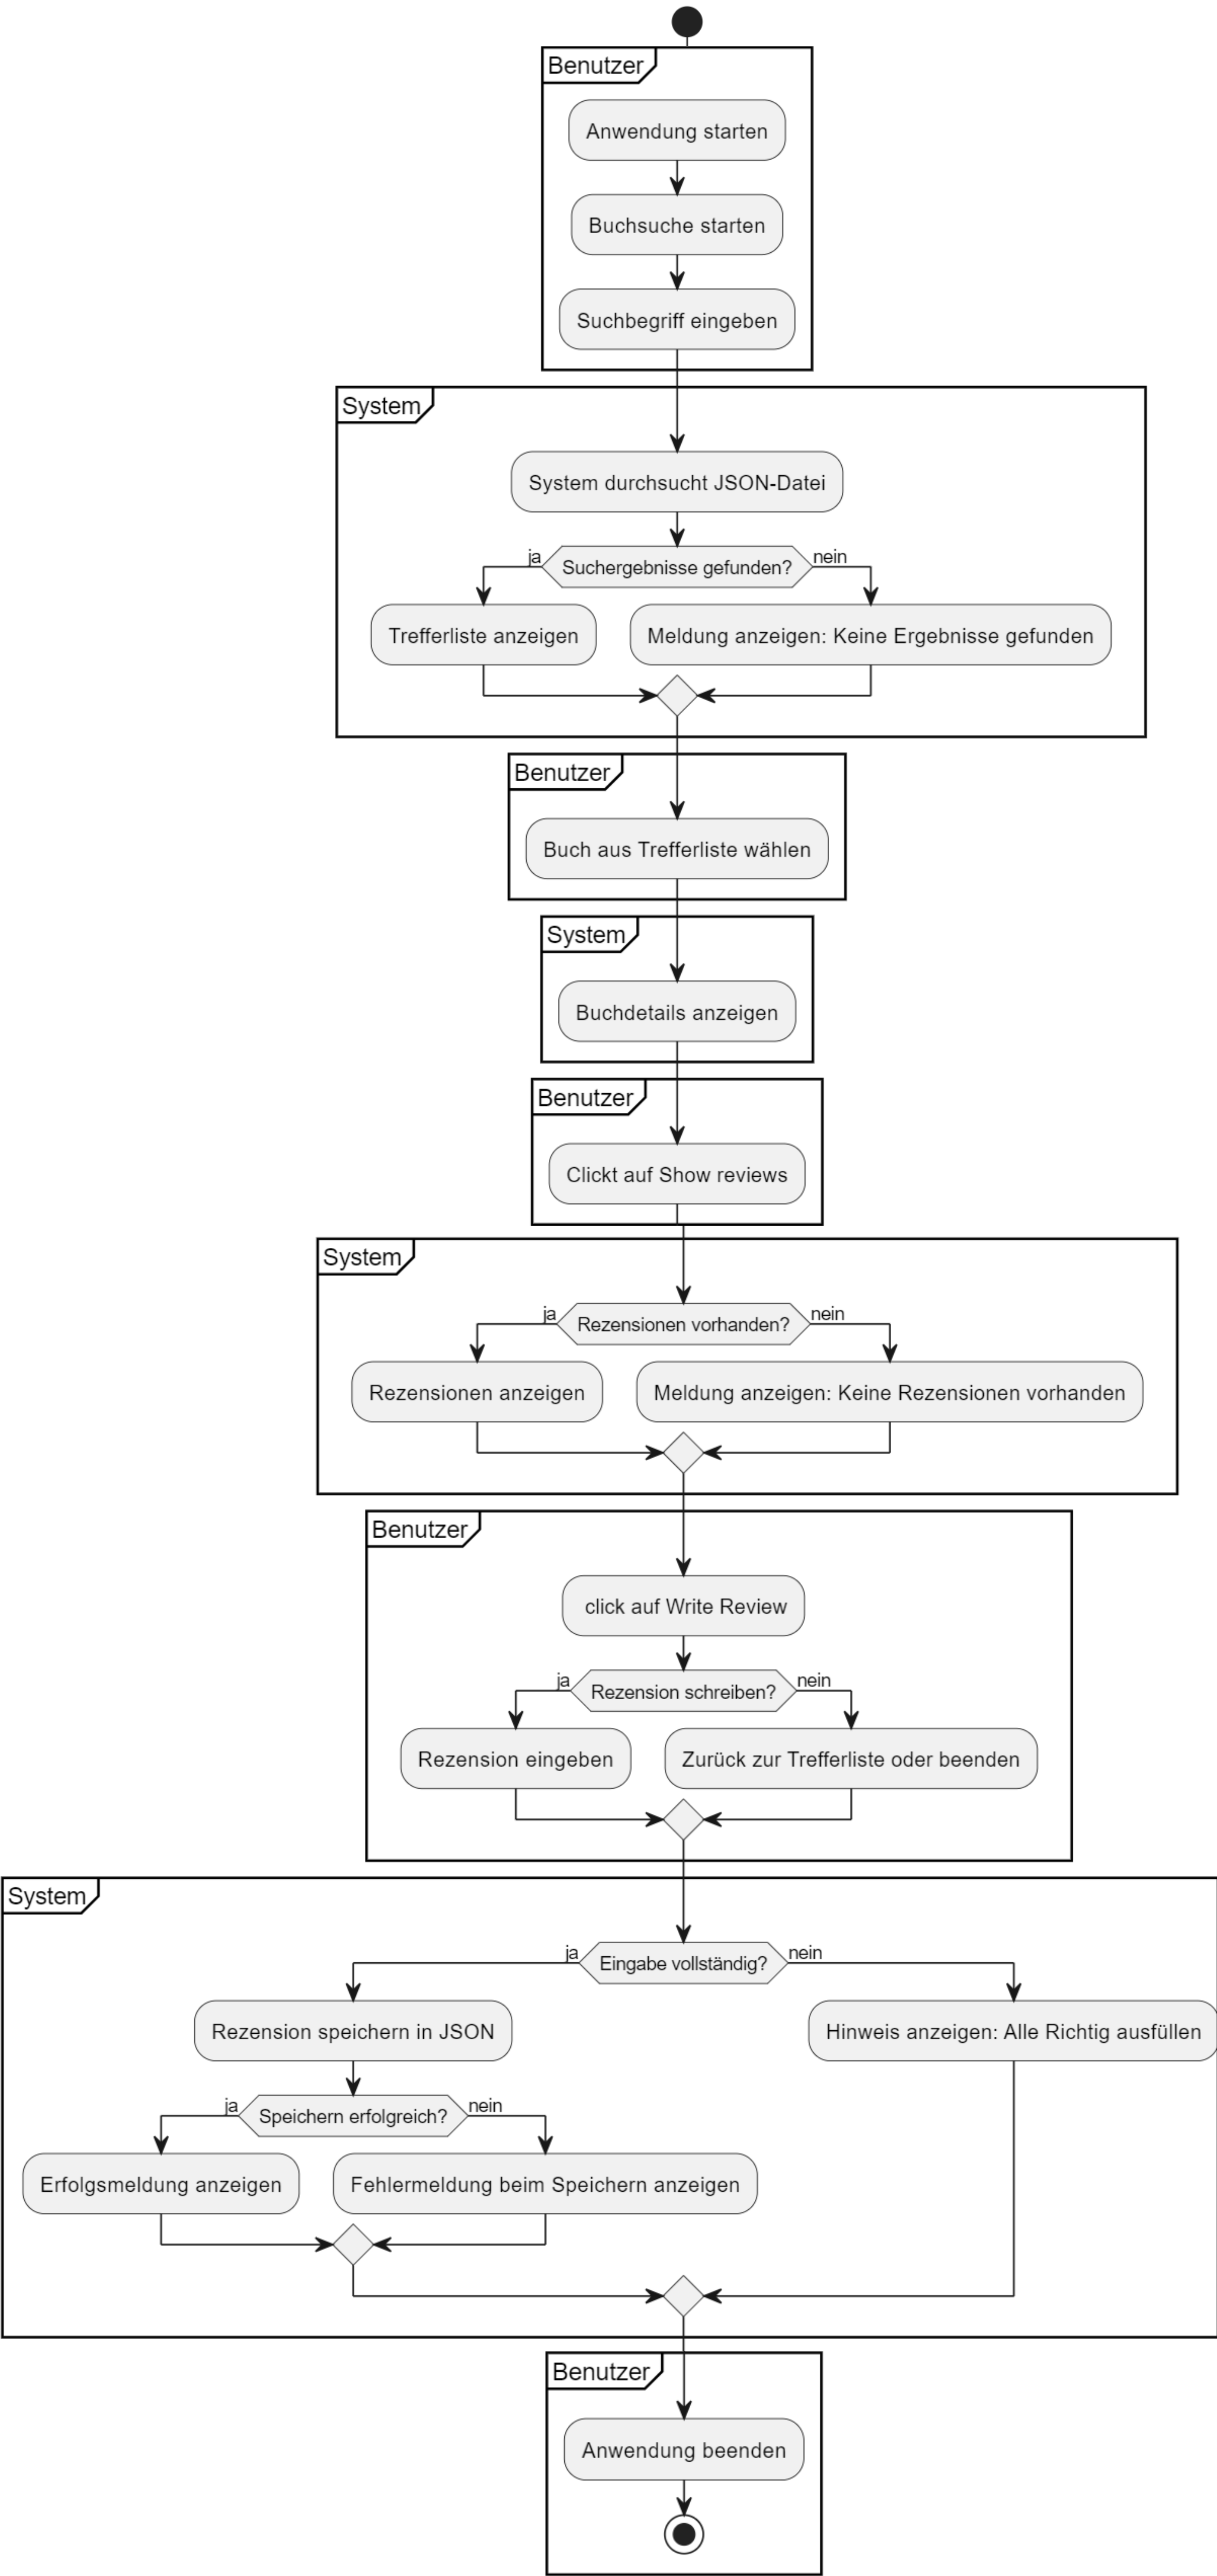 Benutzer
Anwendung starten
Buchsuche starten
Suchbegriff eingeben
System
System durchsucht JSON-Datei
ja
Suchergebnisse gefunden?
nein
Trefferliste anzeigen
Meldung anzeigen: Keine Ergebnisse gefunden
Benutzer
Buch aus Trefferliste wählen
System
Buchdetails anzeigen
Benutzer
Clickt auf Show reviews
System
ja
Rezensionen vorhanden?
nein
Rezensionen anzeigen
Meldung anzeigen: Keine Rezensionen vorhanden
Benutzer
click auf Write Review
ja
Rezension schreiben?
nein
Rezension eingeben
Zurück zur Trefferliste oder beenden
System
ja
Eingabe vollständig?
nein
Rezension speichern in JSON
Hinweis anzeigen: Alle Richtig ausfüllen
ja
Speichern erfolgreich?
nein
Erfolgsmeldung anzeigen
Fehlermeldung beim Speichern anzeigen
Benutzer
Anwendung beenden